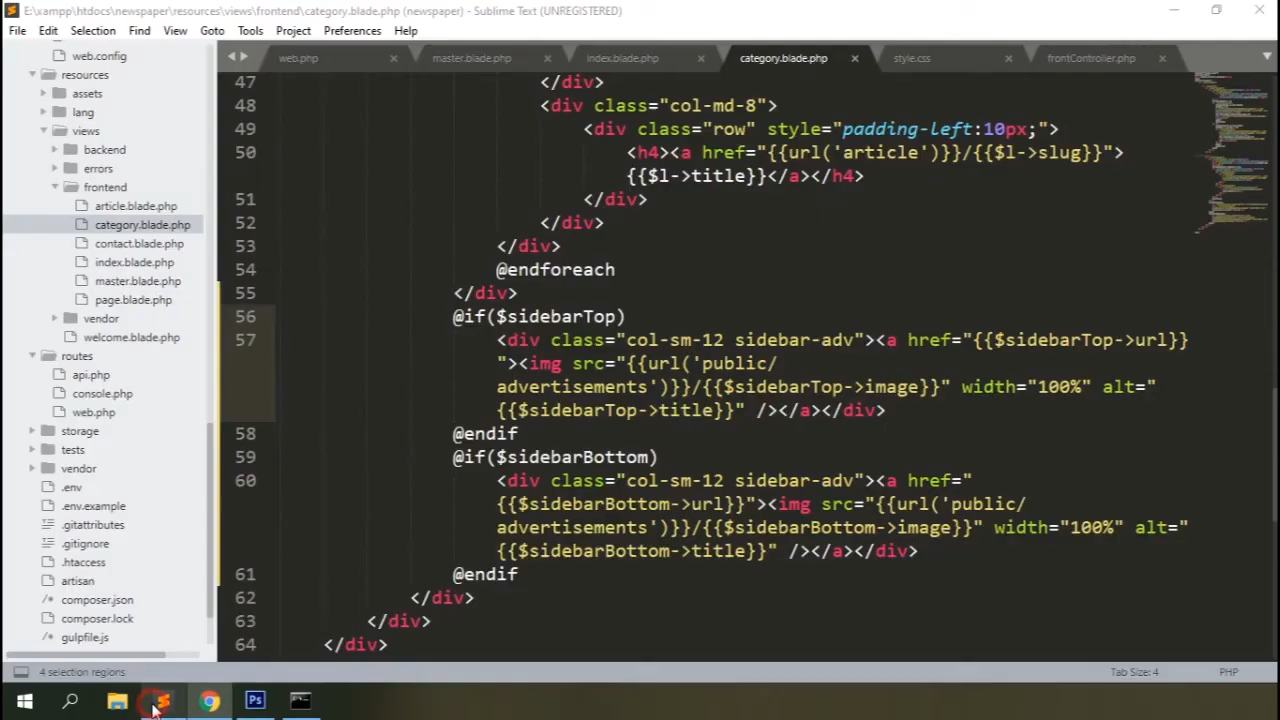 E:\xampp\htdocs\newspaper\resources\views\frontend\category.blade.php (newspaper) - Sublime Text (UNREGISTERED)
File Edit Selection Find View Goto Tools Project Preferences Help
web.php × master.blade.php × index.blade.php × category.blade.php × style.css × frontController.php ×
web.config
resources
assets
lang
views
backend
errors
frontend
article.blade.php
category.blade.php
contact.blade.php
index.blade.php
master.blade.php
page.blade.php
vendor
welcome.blade.php
routes
api.php
console.php
web.php
storage
tests
vendor
.env
.env.example
.gitattributes
.gitignore
.htaccess
artisan
composer.json
composer.lock
gulpfile.js
47 </div>
48 <div class="col-md-8">
49 <div class="row" style="padding-left:10px;">
50 <h4><a href="{{url('article')}}/{{$l->slug}}">
{{$l->title}}</a></h4>
51 </div>
52 </div>
53 </div>
54 @endforeach
55 </div>
56 @if($sidebarTop)
57 <div class="col-sm-12 sidebar-adv"><a href="{{$sidebarTop->url}}
"><img src="{{url('public/
advertisements')}}/{{$sidebarTop->image}}" width="100%" alt="
{{$sidebarTop->title}}" /></a></div>
58 @endif
59 @if($sidebarBottom)
60 <div class="col-sm-12 sidebar-adv"><a href="
{{$sidebarBottom->url}}"><img src="{{url('public/
advertisements')}}/{{$sidebarBottom->image}}" width="100%" alt="
{{$sidebarBottom->title}}" /></a></div>
61 @endif
62 </div>
63 </div>
64 </div>
4 selection regions Tab Size: 4 PHP
Ps